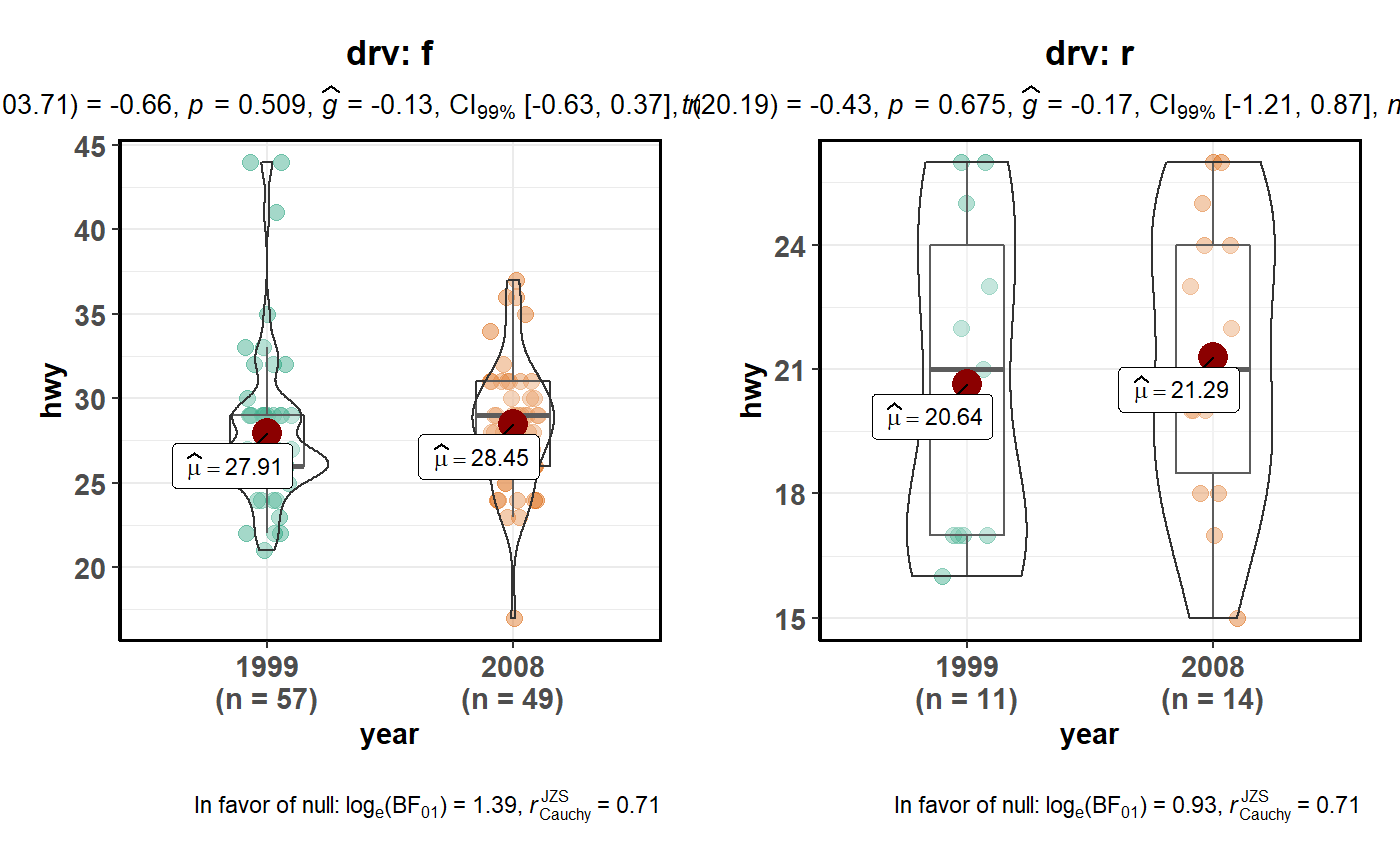 drv: f
03.71) = -0.66, p = 0.509, ĝ = -0.13, CI99% [-0.63, 0.37],
hwy
45
40
35
30
25
20
μ̂ = 27.91
μ̂ = 28.45
1999
(n = 57)
2008
(n = 49)
year
In favor of null: loge(BF01) = 1.39, r JZS Cauchy = 0.71
drv: r
(20.19) = -0.43, p = 0.675, ĝ = -0.17, CI99% [-1.21, 0.87], n
hwy
24
21
18
15
μ̂ = 20.64
μ̂ = 21.29
1999
(n = 11)
2008
(n = 14)
year
In favor of null: loge(BF01) = 0.93, r JZS Cauchy = 0.71